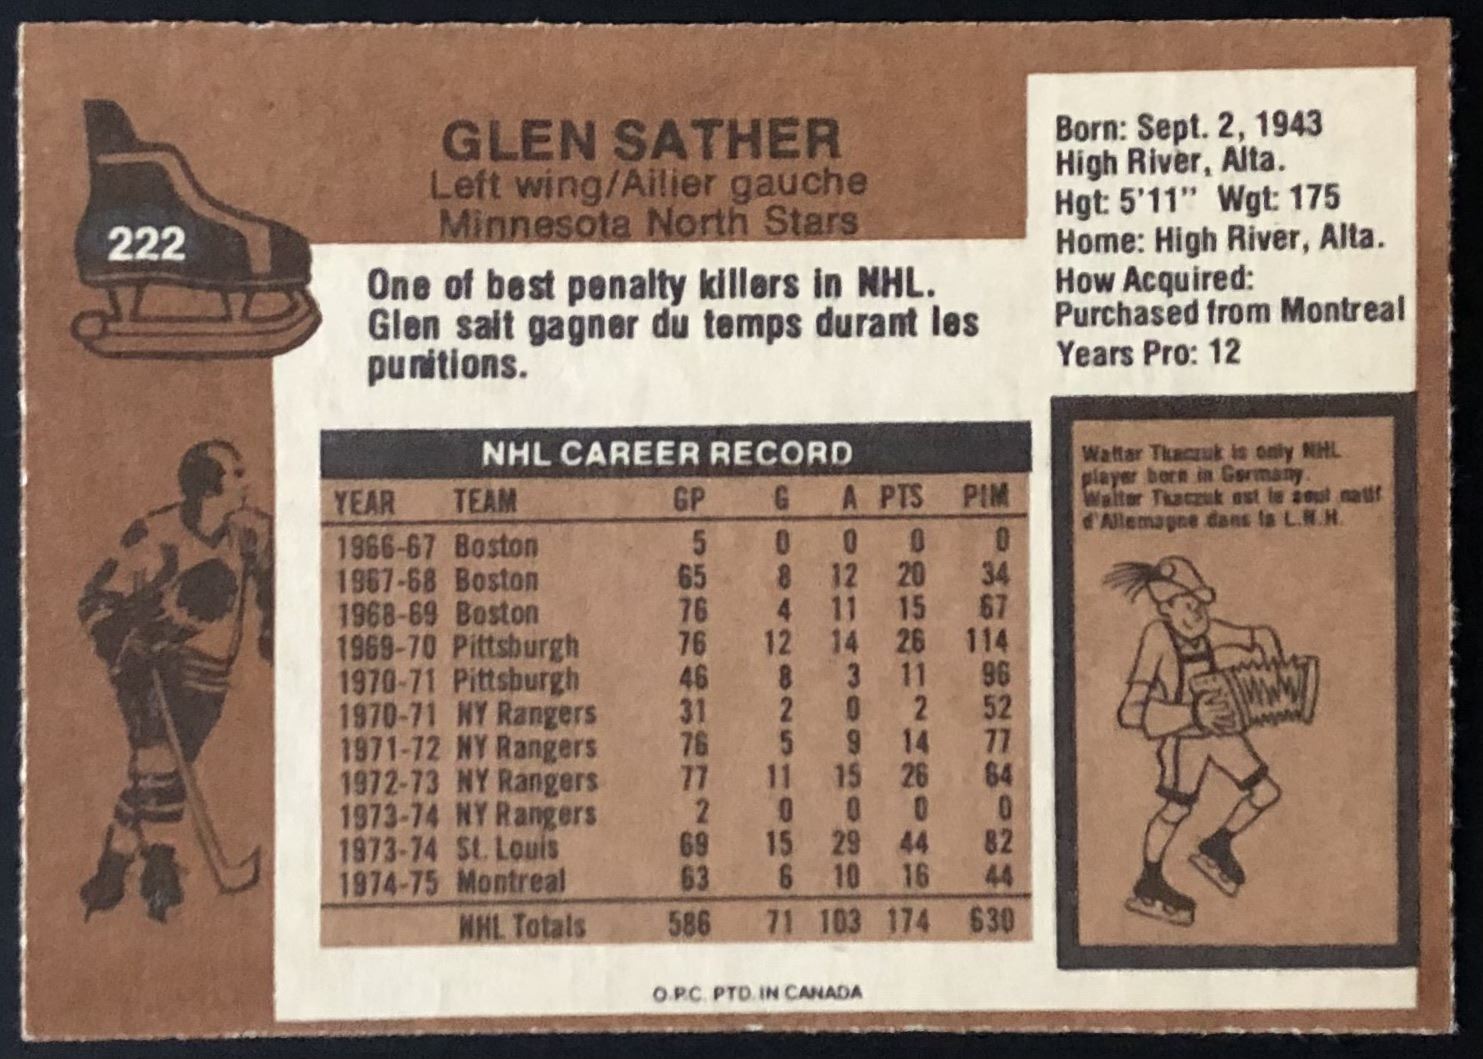 222
GLEN SATHER
Left wing/Ailier gauche
Minnesota North Stars
Born: Sept. 2, 1943
High River, Alta.
Hgt: 5'11" Wgt: 175
Home: High River, Alta.
How Acquired:
Purchased from Montreal
Years Pro: 12
One of best penalty killers in NHL.
Glen sait gagner du temps durant les
punitions.
NHL CAREER RECORD
YEAR TEAM GP G A PTS PIM
1966-67 Boston 5 0 0 0 0
1967-68 Boston 65 8 12 20 34
1968-69 Boston 76 4 11 15 67
1969-70 Pittsburgh 76 12 14 26 114
1970-71 Pittsburgh 46 8 3 11 96
1970-71 NY Rangers 31 2 0 2 52
1971-72 NY Rangers 76 5 9 14 77
1972-73 NY Rangers 77 11 15 26 64
1973-74 NY Rangers 2 0 0 0 0
1973-74 St. Louis 69 15 29 44 82
1974-75 Montreal 63 6 10 16 44
NHL Totals 586 71 103 174 630
Walter Tkaczuk is only NHL
player born in Germany.
Walter Tkaczuk est le seul natif
d'Allemagne dans la L.N.H.
O.P.C. PTD. IN CANADA